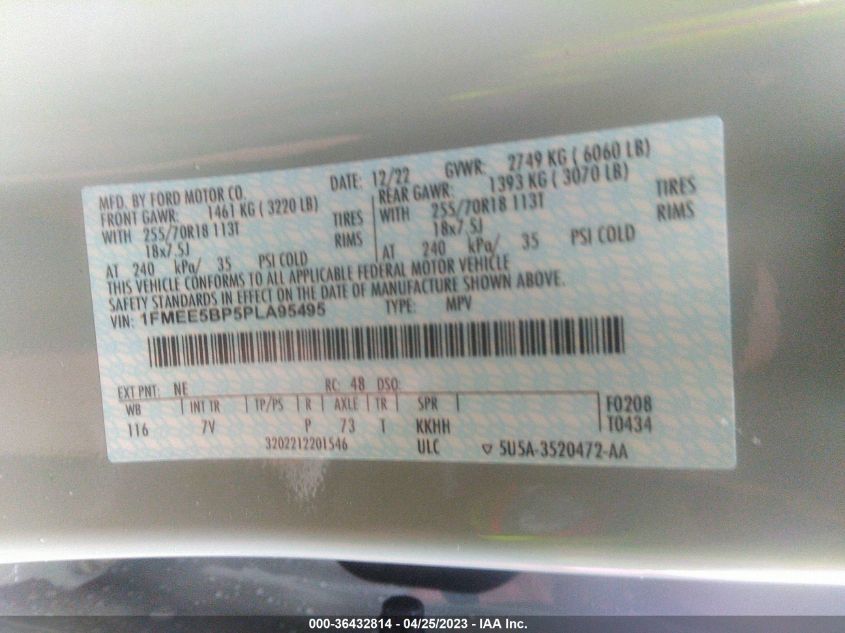 MFD. BY FORD MOTOR CO. DATE: 12/22 GVWR: 2749 KG ( 6060 LB)
FRONT GAWR: 1461 KG ( 3220 LB) REAR GAWR: 1393 KG ( 3070 LB)
WITH 255/70R18 113T TIRES WITH 255/70R18 113T TIRES
18x7.5J RIMS 18x7.5J RIMS
AT 240 kPa/ 35 PSI COLD AT 240 kPa/ 35 PSI COLD
THIS VEHICLE CONFORMS TO ALL APPLICABLE FEDERAL MOTOR VEHICLE
SAFETY STANDARDS IN EFFECT ON THE DATE OF MANUFACTURE SHOWN ABOVE.
VIN: 1FMEE5BP5PLA95495 TYPE: MPV
EXT PNT: NE RC: 48 DSO:
WB INT TR TP/PS R AXLE TR SPR F0208
116 7V P 73 T KKHH T0434
3202212201546 ULC ▽ 5U5A-3520472-AA
000-36432814 - 04/25/2023 - IAA Inc.